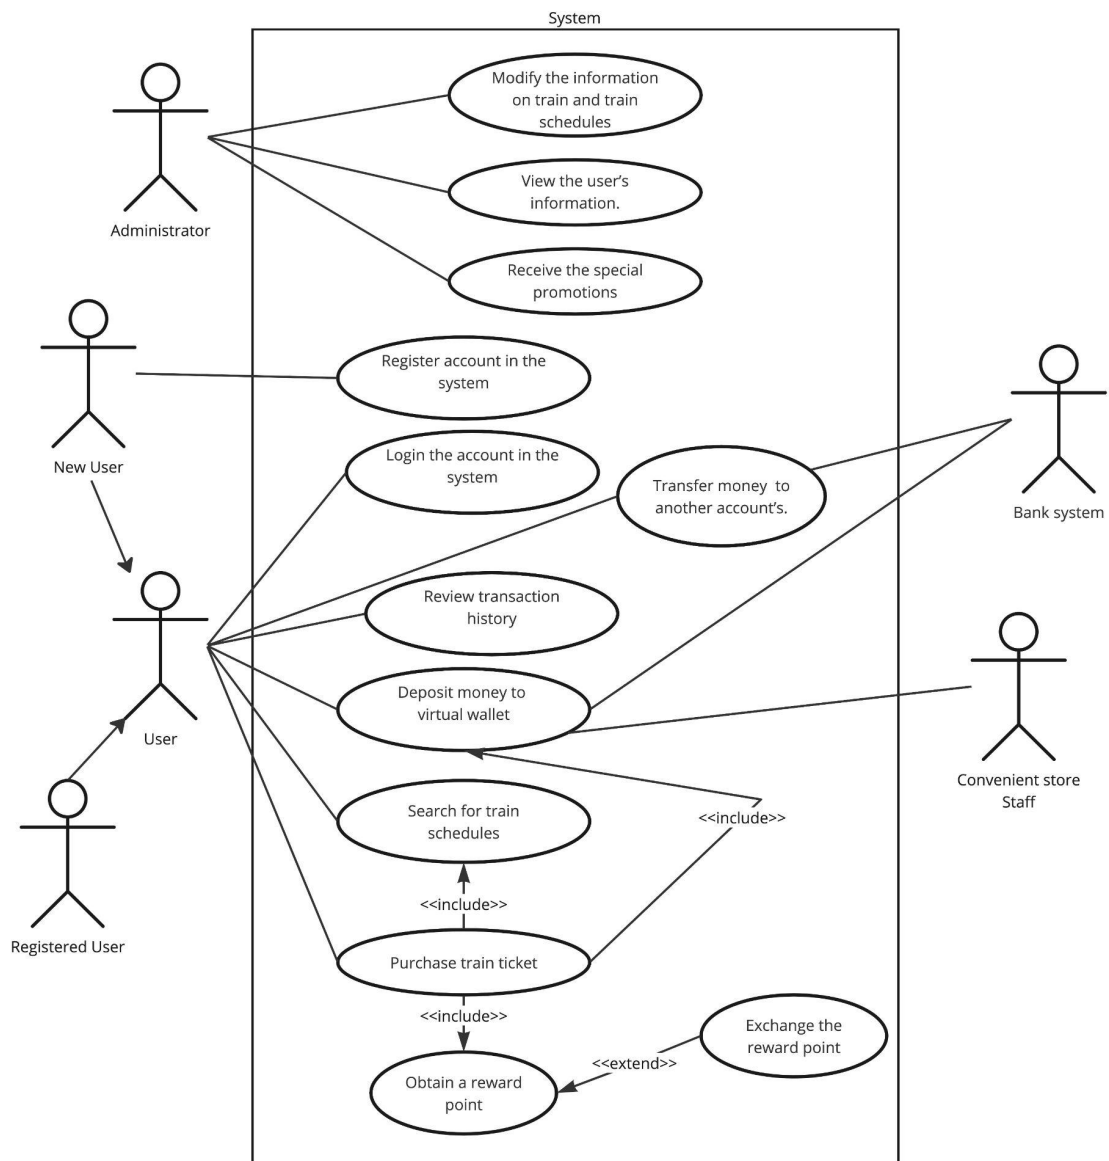 System
Modify the information
on train and train
schedules
Administrator
View the user's
information.
Receive the special
promotions
New User
Register account in the
system
Login the account in the
system
Transfer money to
another account's.
Bank system
Review transaction
history
User
Deposit money to
virtual wallet
Convenient store
Staff
Search for train
schedules
<<include>>
<<include>>
Registered User
Purchase train ticket
<<include>>
Exchange the
reward point
<<extend>>
Obtain a reward
point